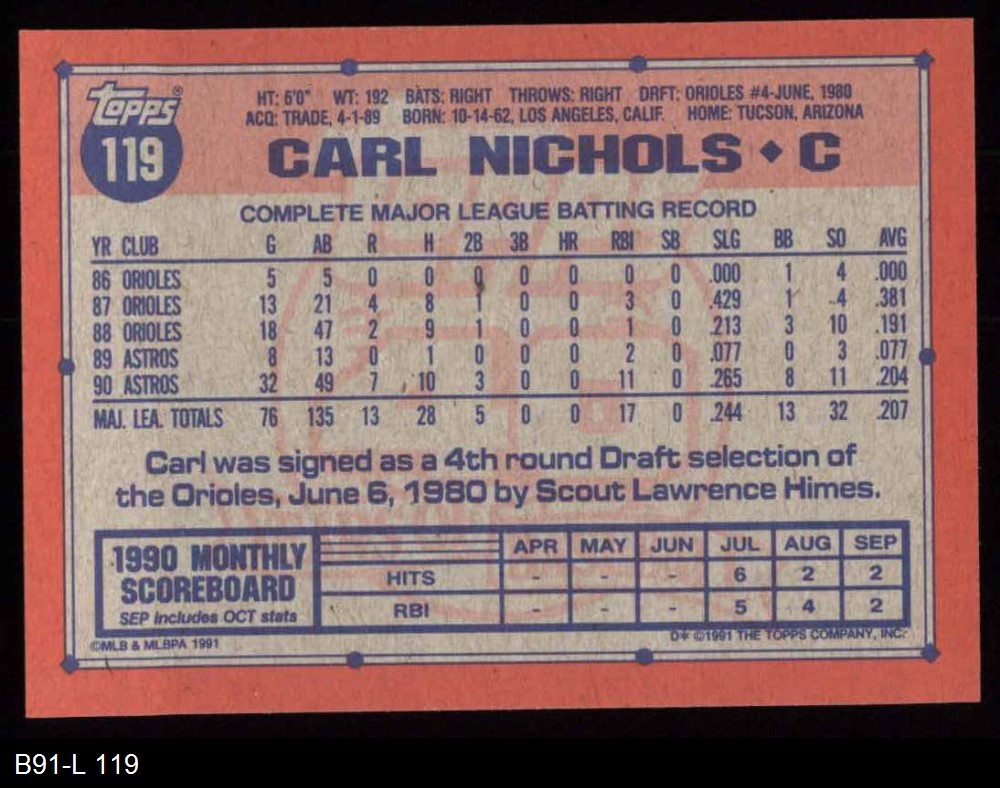 Topps®
119
HT: 6'0" WT: 192 BATS: RIGHT THROWS: RIGHT DRFT: ORIOLES #4-JUNE, 1980
ACQ: TRADE, 4-1-89 BORN: 10-14-62, LOS ANGELES, CALIF. HOME: TUCSON, ARIZONA
CARL NICHOLS ♦ C
COMPLETE MAJOR LEAGUE BATTING RECORD
YR CLUB G AB R H 2B 3B HR RBI SB SLG BB SO AVG
86 ORIOLES 5 5 0 0 0 0 0 0 0 .000 1 4 .000
87 ORIOLES 13 21 4 8 1 0 0 3 0 .429 1 4 .381
88 ORIOLES 18 47 2 9 1 0 0 1 0 .213 3 10 .191
89 ASTROS 8 13 0 1 0 0 0 2 0 .077 0 3 .077
90 ASTROS 32 49 7 10 3 0 0 11 0 .265 8 11 .204
MAJ. LEA. TOTALS 76 135 13 28 5 0 0 17 0 .244 13 32 .207
Carl was signed as a 4th round Draft selection of
the Orioles, June 6, 1980 by Scout Lawrence Himes.
1990 MONTHLY
SCOREBOARD
SEP includes OCT stats
APR MAY JUN JUL AUG SEP
HITS - - - 6 2 2
RBI - - - 5 4 2
©MLB & MLBPA 1991
D* ©1991 THE TOPPS COMPANY, INC.
B91-L 119